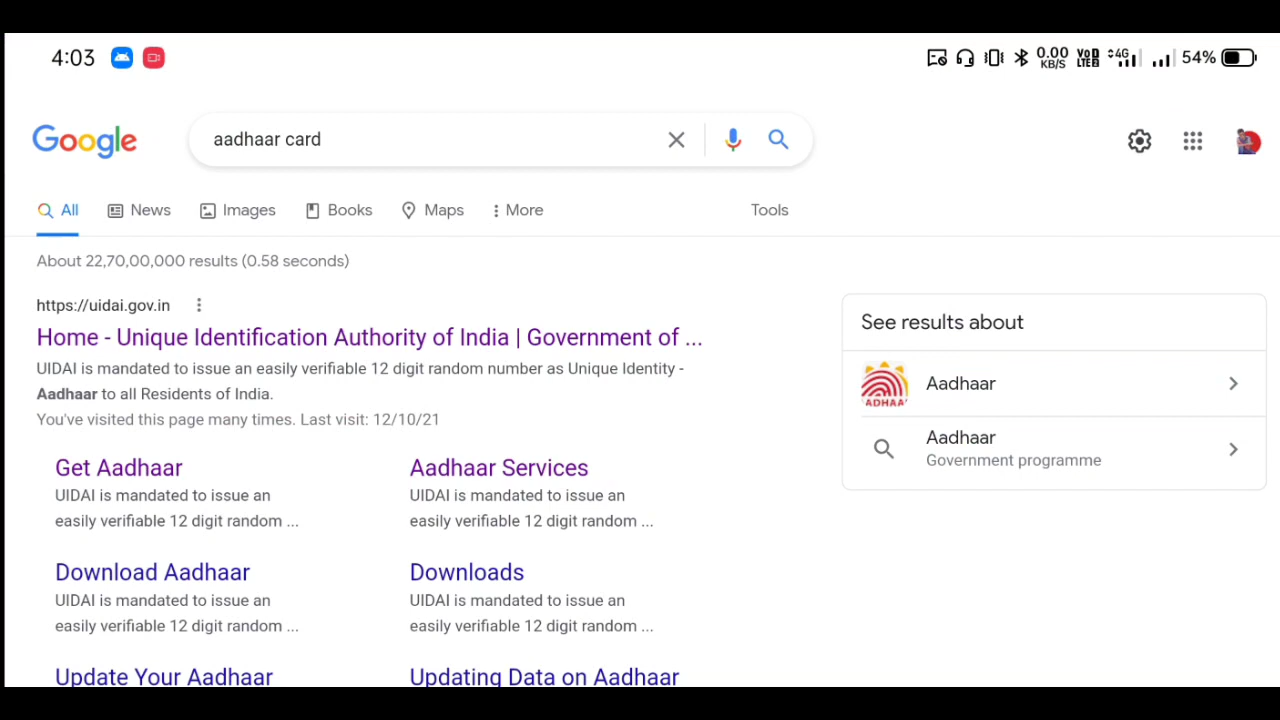 4:03
0.00 KB/S
VoD LTE2
4G
54%
Google
aadhaar card
All
News
Images
Books
Maps
More
Tools
About 22,70,00,000 results (0.58 seconds)
https://uidai.gov.in
Home - Unique Identification Authority of India | Government of ...
UIDAI is mandated to issue an easily verifiable 12 digit random number as Unique Identity -
Aadhaar to all Residents of India.
You've visited this page many times. Last visit: 12/10/21
See results about
AADHAAR
Aadhaar
Aadhaar
Government programme
Get Aadhaar
UIDAI is mandated to issue an
easily verifiable 12 digit random ...
Aadhaar Services
UIDAI is mandated to issue an
easily verifiable 12 digit random ...
Download Aadhaar
UIDAI is mandated to issue an
easily verifiable 12 digit random ...
Downloads
UIDAI is mandated to issue an
easily verifiable 12 digit random ...
Update Your Aadhaar
Updating Data on Aadhaar